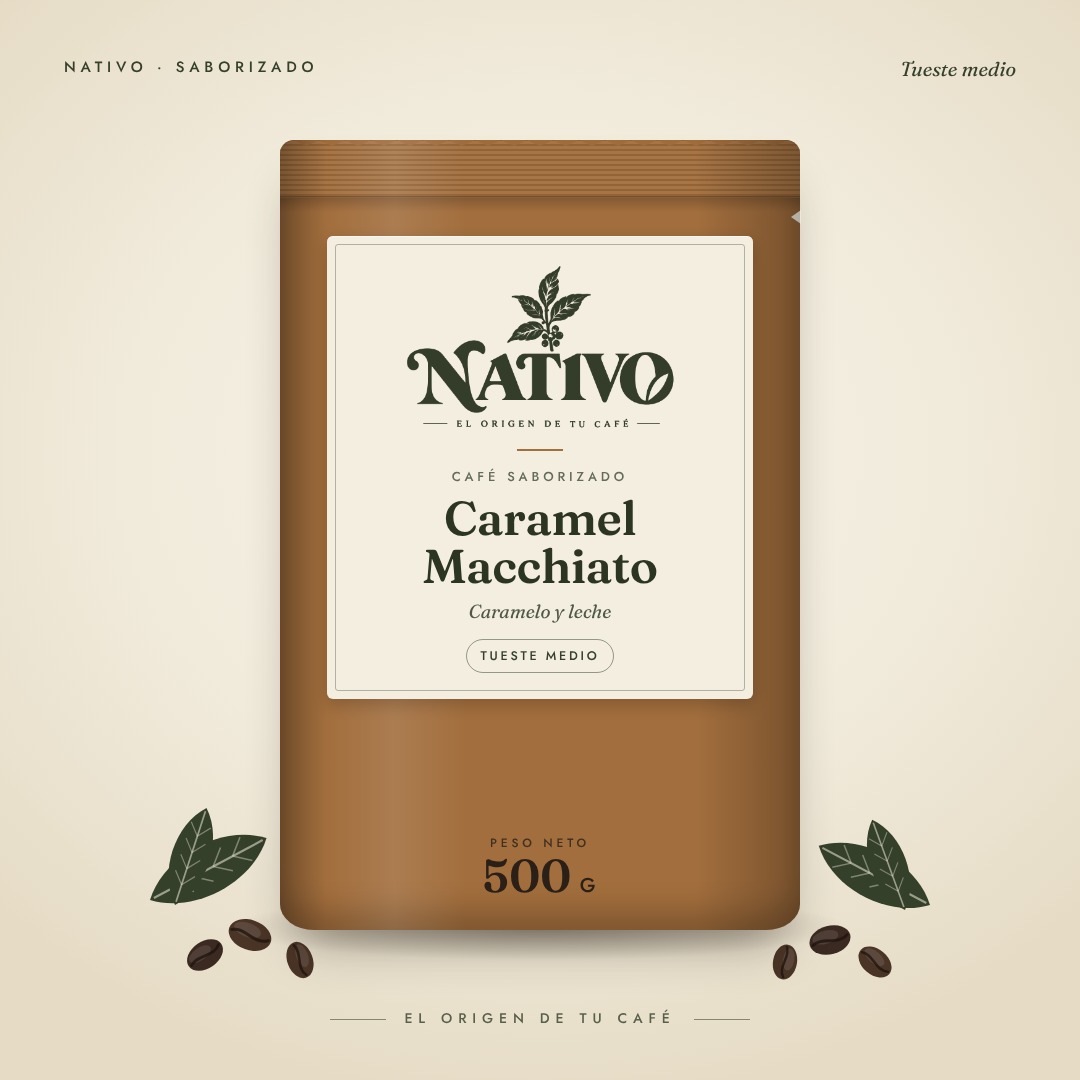 NATIVO · SABORIZADO
Tueste medio
NATIVO
EL ORIGEN DE TU CAFÉ
CAFÉ SABORIZADO
Caramel
Macchiato
Caramelo y leche
TUESTE MEDIO
PESO NETO
500 G
EL ORIGEN DE TU CAFÉ